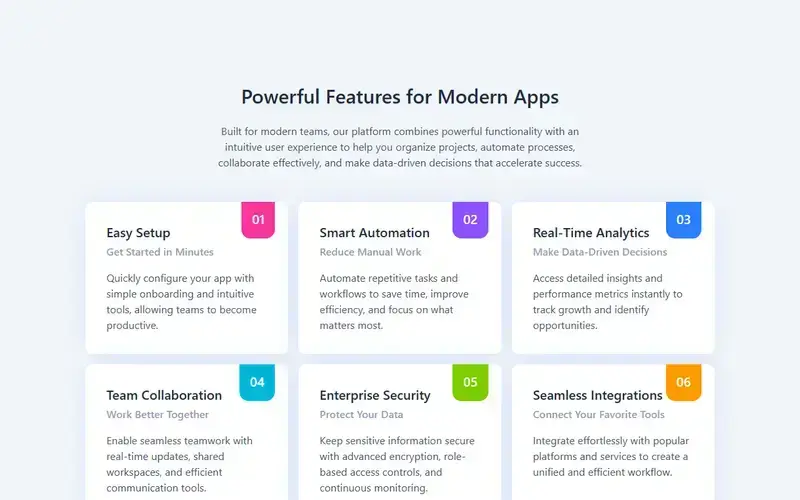 Powerful Features for Modern Apps
Built for modern teams, our platform combines powerful functionality with an
intuitive user experience to help you organize projects, automate processes,
collaborate effectively, and make data-driven decisions that accelerate success.
01
Easy Setup
Get Started in Minutes
Quickly configure your app with
simple onboarding and intuitive
tools, allowing teams to become
productive.
02
Smart Automation
Reduce Manual Work
Automate repetitive tasks and
workflows to save time, improve
efficiency, and focus on what
matters most.
03
Real-Time Analytics
Make Data-Driven Decisions
Access detailed insights and
performance metrics instantly to
track growth and identify
opportunities.
04
Team Collaboration
Work Better Together
Enable seamless teamwork with
real-time updates, shared
workspaces, and efficient
communication tools.
05
Enterprise Security
Protect Your Data
Keep sensitive information secure
with advanced encryption, role-
based access controls, and
continuous monitoring.
06
Seamless Integrations
Connect Your Favorite Tools
Integrate effortlessly with popular
platforms and services to create a
unified and efficient workflow.